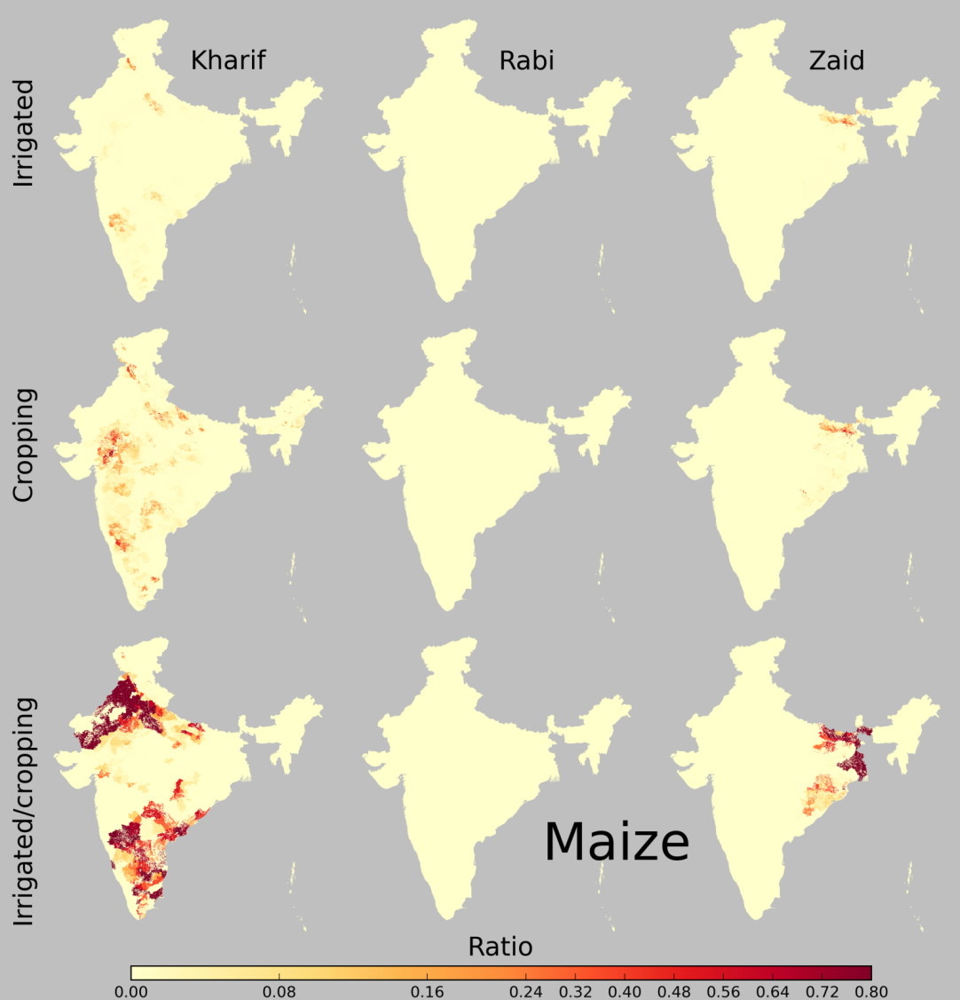 Kharif Rabi Zaid
Irrigated
Cropping
Irrigated/cropping
Maize
Ratio
0.00 0.08 0.16 0.24 0.32 0.40 0.48 0.56 0.64 0.72 0.80